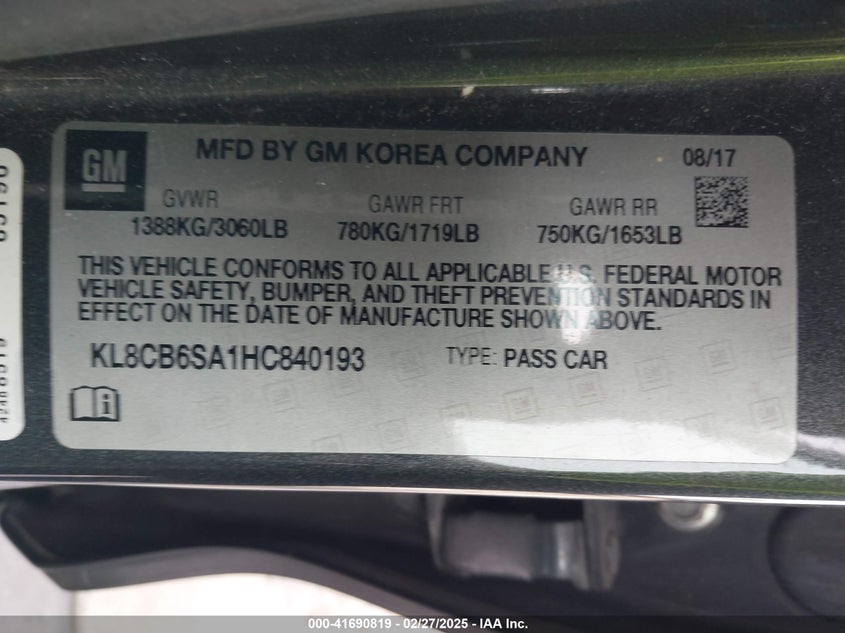 GM
MFD BY GM KOREA COMPANY 08/17
GVWR GAWR FRT GAWR RR
1388KG/3060LB 780KG/1719LB 750KG/1653LB
THIS VEHICLE CONFORMS TO ALL APPLICABLE U.S. FEDERAL MOTOR
VEHICLE SAFETY, BUMPER, AND THEFT PREVENTION STANDARDS IN
EFFECT ON THE DATE OF MANUFACTURE SHOWN ABOVE.
KL8CB6SA1HC840193 TYPE: PASS CAR
000-41690819 - 02/27/2025 - IAA Inc.